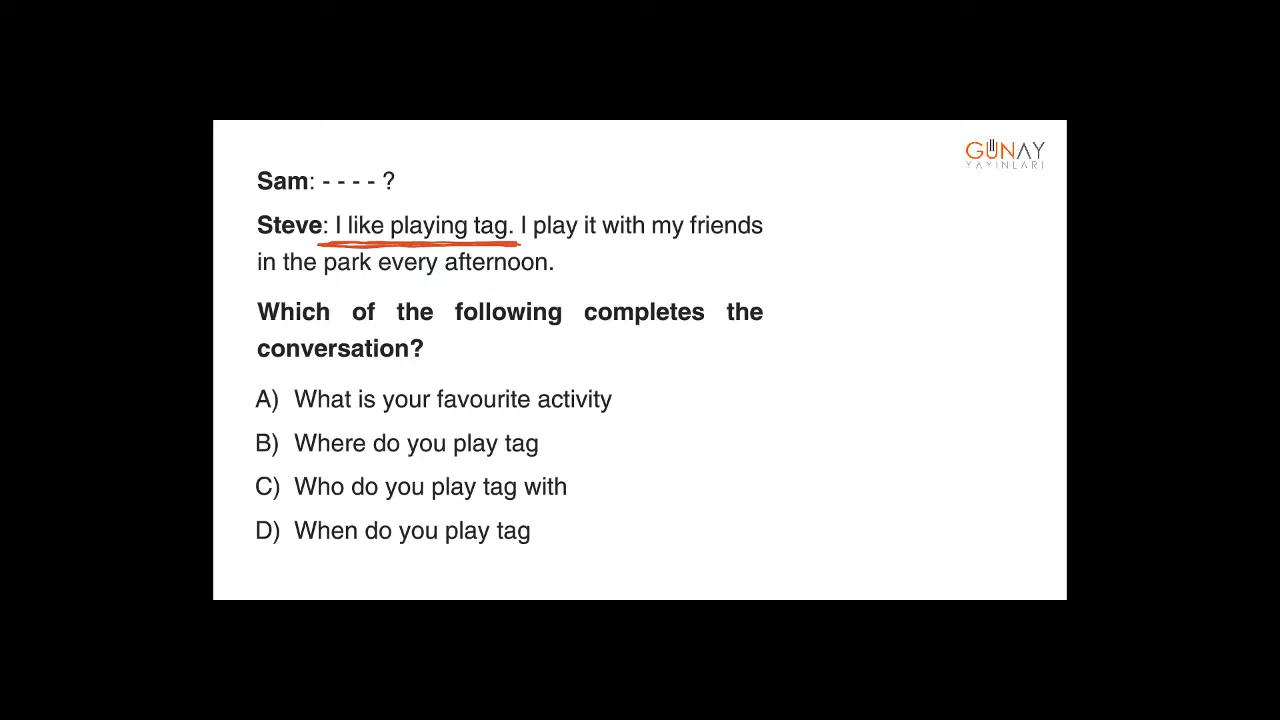 GÜNAY
YAYINLARI
Sam: - - - - ?
Steve: I like playing tag. I play it with my friends
in the park every afternoon.
Which of the following completes the
conversation?
A) What is your favourite activity
B) Where do you play tag
C) Who do you play tag with
D) When do you play tag